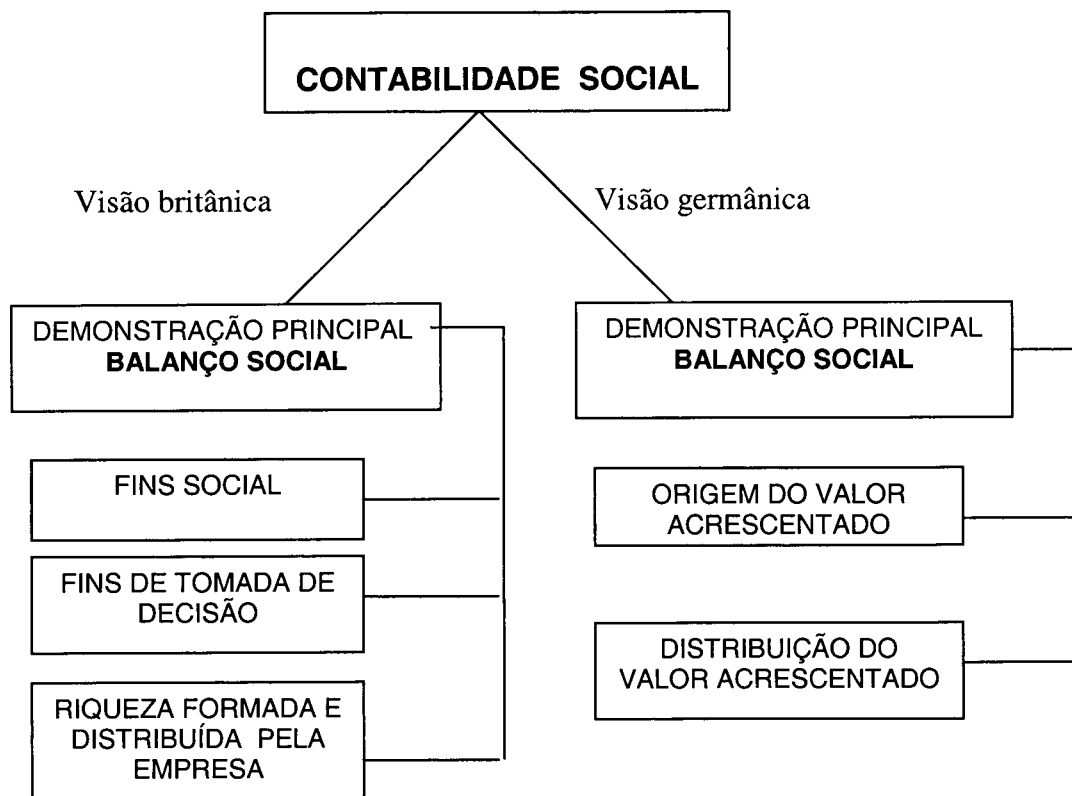 CONTABILIDADE SOCIAL
Visão britânica
Visão germânica
DEMONSTRAÇÃO PRINCIPAL
BALANÇO SOCIAL
FINS SOCIAL
FINS DE TOMADA DE
DECISÃO
RIQUEZA FORMADA E
DISTRIBUÍDA PELA
EMPRESA
DEMONSTRAÇÃO PRINCIPAL
BALANÇO SOCIAL
ORIGEM DO VALOR
ACRESCENTADO
DISTRIBUIÇÃO DO
VALOR ACRESCENTADO